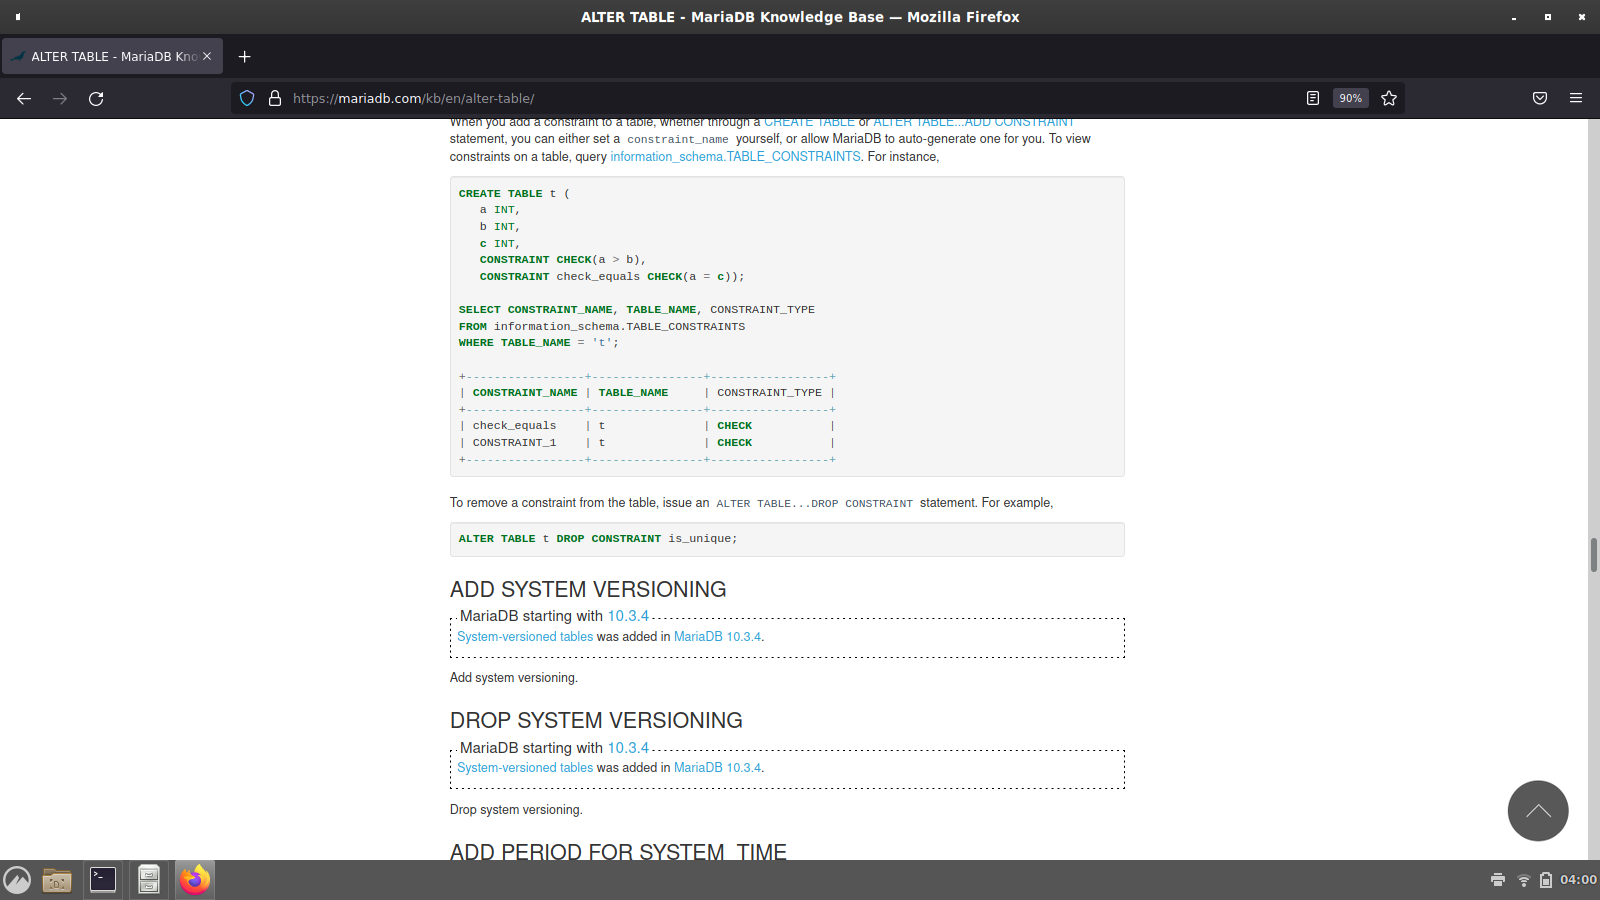 ALTER TABLE - MariaDB Knowledge Base — Mozilla Firefox
ALTER TABLE - MariaDB Kno
https://mariadb.com/kb/en/alter-table/
90%
When you add a constraint to a table, whether through a CREATE TABLE or ALTER TABLE...ADD CONSTRAINT
statement, you can either set a constraint_name yourself, or allow MariaDB to auto-generate one for you. To view
constraints on a table, query information_schema.TABLE_CONSTRAINTS. For instance,
CREATE TABLE t (
   a INT,
   b INT,
   c INT,
   CONSTRAINT CHECK(a > b),
   CONSTRAINT check_equals CHECK(a = c));
SELECT CONSTRAINT_NAME, TABLE_NAME, CONSTRAINT_TYPE
FROM information_schema.TABLE_CONSTRAINTS
WHERE TABLE_NAME = 't';
+-----------------+----------------+-----------------+
| CONSTRAINT_NAME | TABLE_NAME     | CONSTRAINT_TYPE |
+-----------------+----------------+-----------------+
| check_equals    | t              | CHECK           |
| CONSTRAINT_1    | t              | CHECK           |
+-----------------+----------------+-----------------+
To remove a constraint from the table, issue an ALTER TABLE...DROP CONSTRAINT statement. For example,
ALTER TABLE t DROP CONSTRAINT is_unique;
ADD SYSTEM VERSIONING
MariaDB starting with 10.3.4
System-versioned tables was added in MariaDB 10.3.4.
Add system versioning.
DROP SYSTEM VERSIONING
MariaDB starting with 10.3.4
System-versioned tables was added in MariaDB 10.3.4.
Drop system versioning.
ADD PERIOD FOR SYSTEM_TIME
04:00